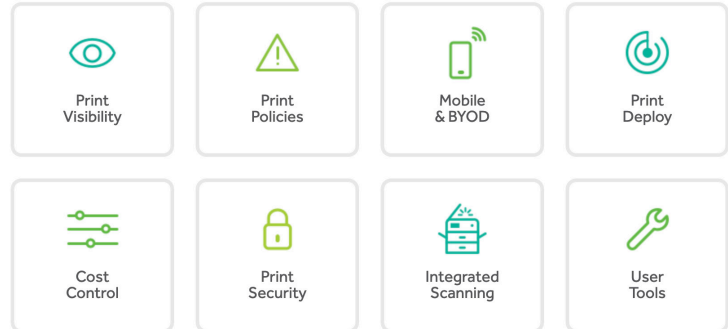 Print
Visibility
Print
Policies
Mobile
& BYOD
Print
Deploy
Cost
Control
Print
Security
Integrated
Scanning
User
Tools